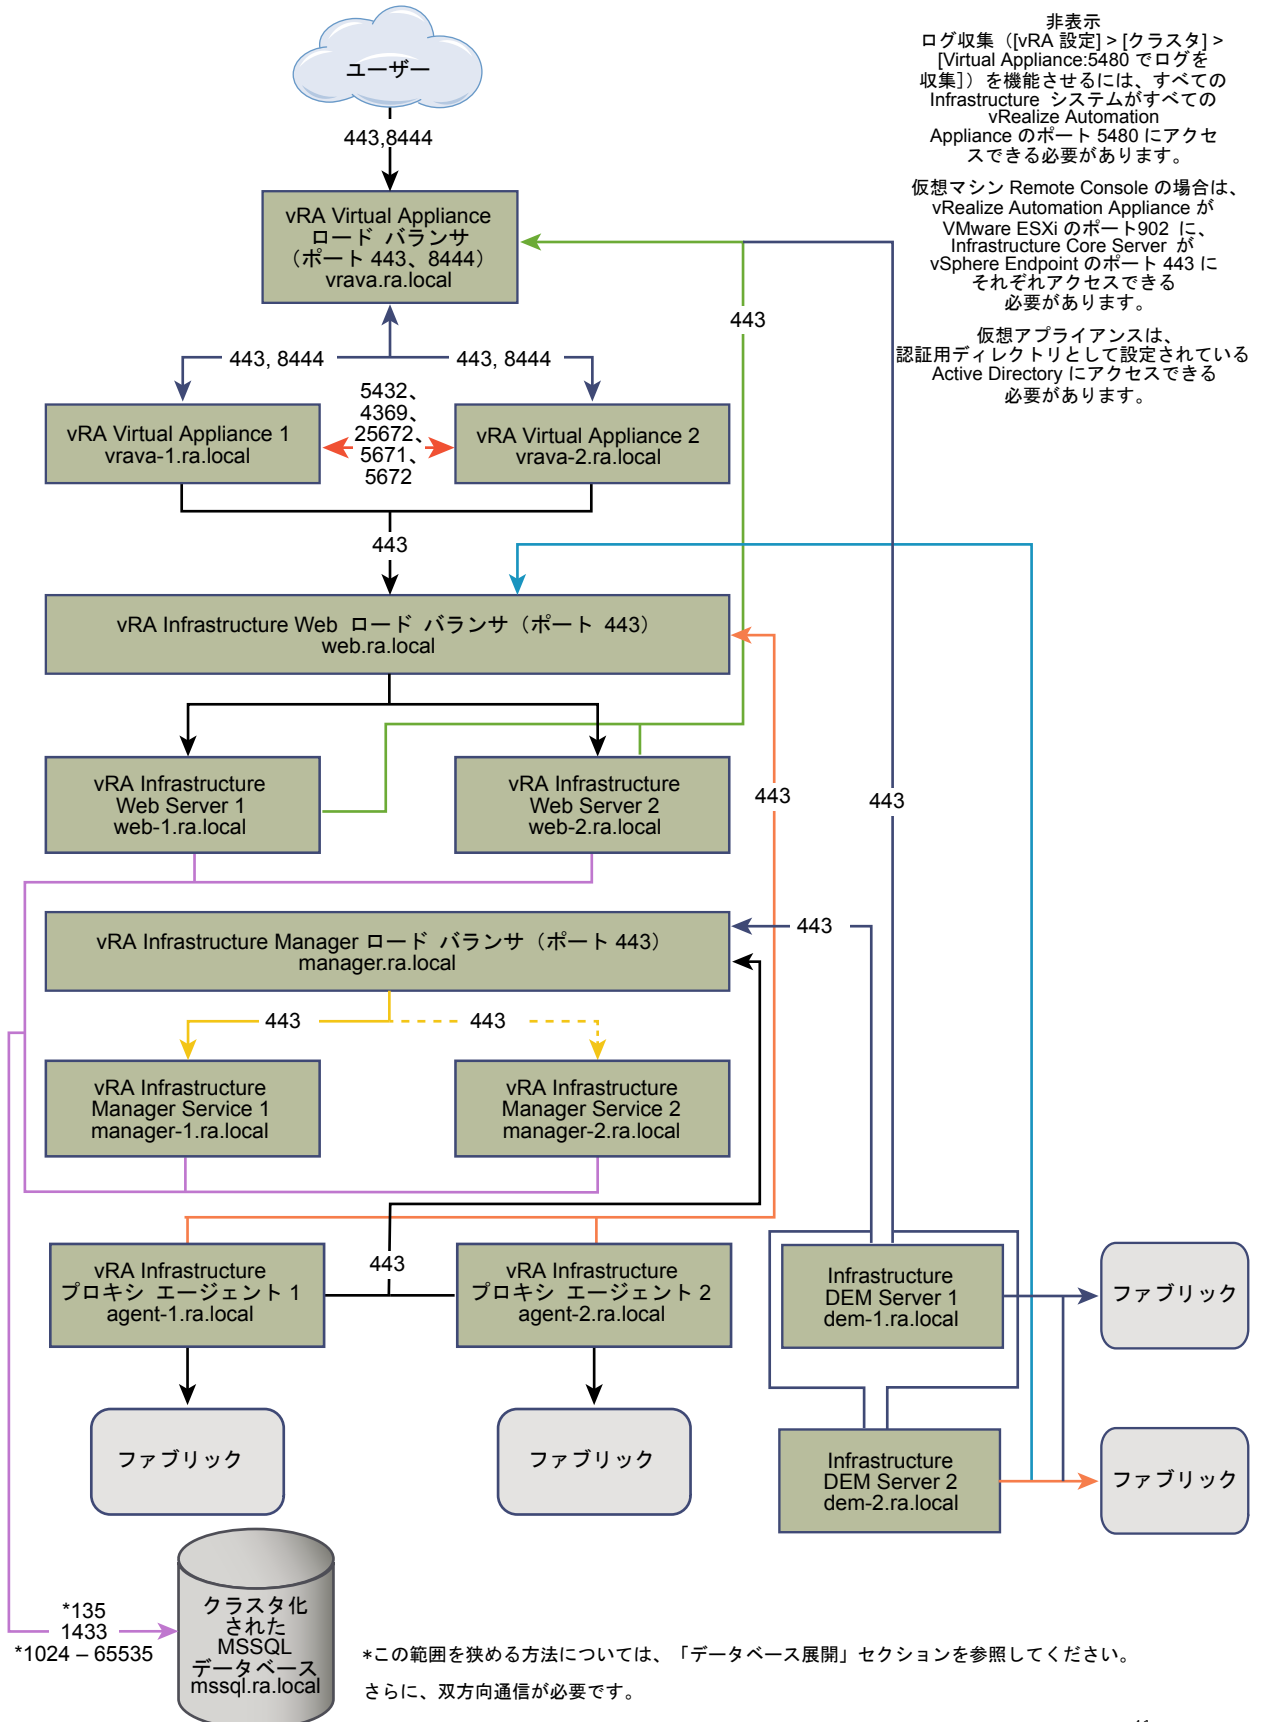 ユーザー
443,8444
vRA Virtual Appliance
ロード バランサ
（ポート 443、8444）
vrava.ra.local
非表示
ログ収集（[vRA 設定] > [クラスタ] >
[Virtual Appliance:5480 でログを
収集]）を機能させるには、すべての
Infrastructure システムがすべての
vRealize Automation
Appliance のポート 5480 にアクセ
スできる必要があります。
仮想マシン Remote Console の場合は、
vRealize Automation Appliance が
VMware ESXi のポート902 に、
Infrastructure Core Server が
vSphere Endpoint のポート 443 に
それぞれアクセスできる
必要があります。
仮想アプライアンスは、
認証用ディレクトリとして設定されている
Active Directory にアクセスできる
必要があります。
443
443, 8444
443, 8444
vRA Virtual Appliance 1
vrava-1.ra.local
5432、
4369、
25672、
5671、
5672
vRA Virtual Appliance 2
vrava-2.ra.local
443
vRA Infrastructure Web ロード バランサ（ポート 443）
web.ra.local
vRA Infrastructure
Web Server 1
web-1.ra.local
vRA Infrastructure
Web Server 2
web-2.ra.local
443
443
vRA Infrastructure Manager ロード バランサ（ポート 443）
manager.ra.local
443
443
443
vRA Infrastructure
Manager Service 1
manager-1.ra.local
vRA Infrastructure
Manager Service 2
manager-2.ra.local
vRA Infrastructure
プロキシ エージェント 1
agent-1.ra.local
443
vRA Infrastructure
プロキシ エージェント 2
agent-2.ra.local
Infrastructure
DEM Server 1
dem-1.ra.local
ファブリック
ファブリック
ファブリック
Infrastructure
DEM Server 2
dem-2.ra.local
ファブリック
*135
1433
*1024 – 65535
クラスタ化
された
MSSQL
データベース
mssql.ra.local
*この範囲を狭める方法については、「データベース展開」セクションを参照してください。
さらに、双方向通信が必要です。